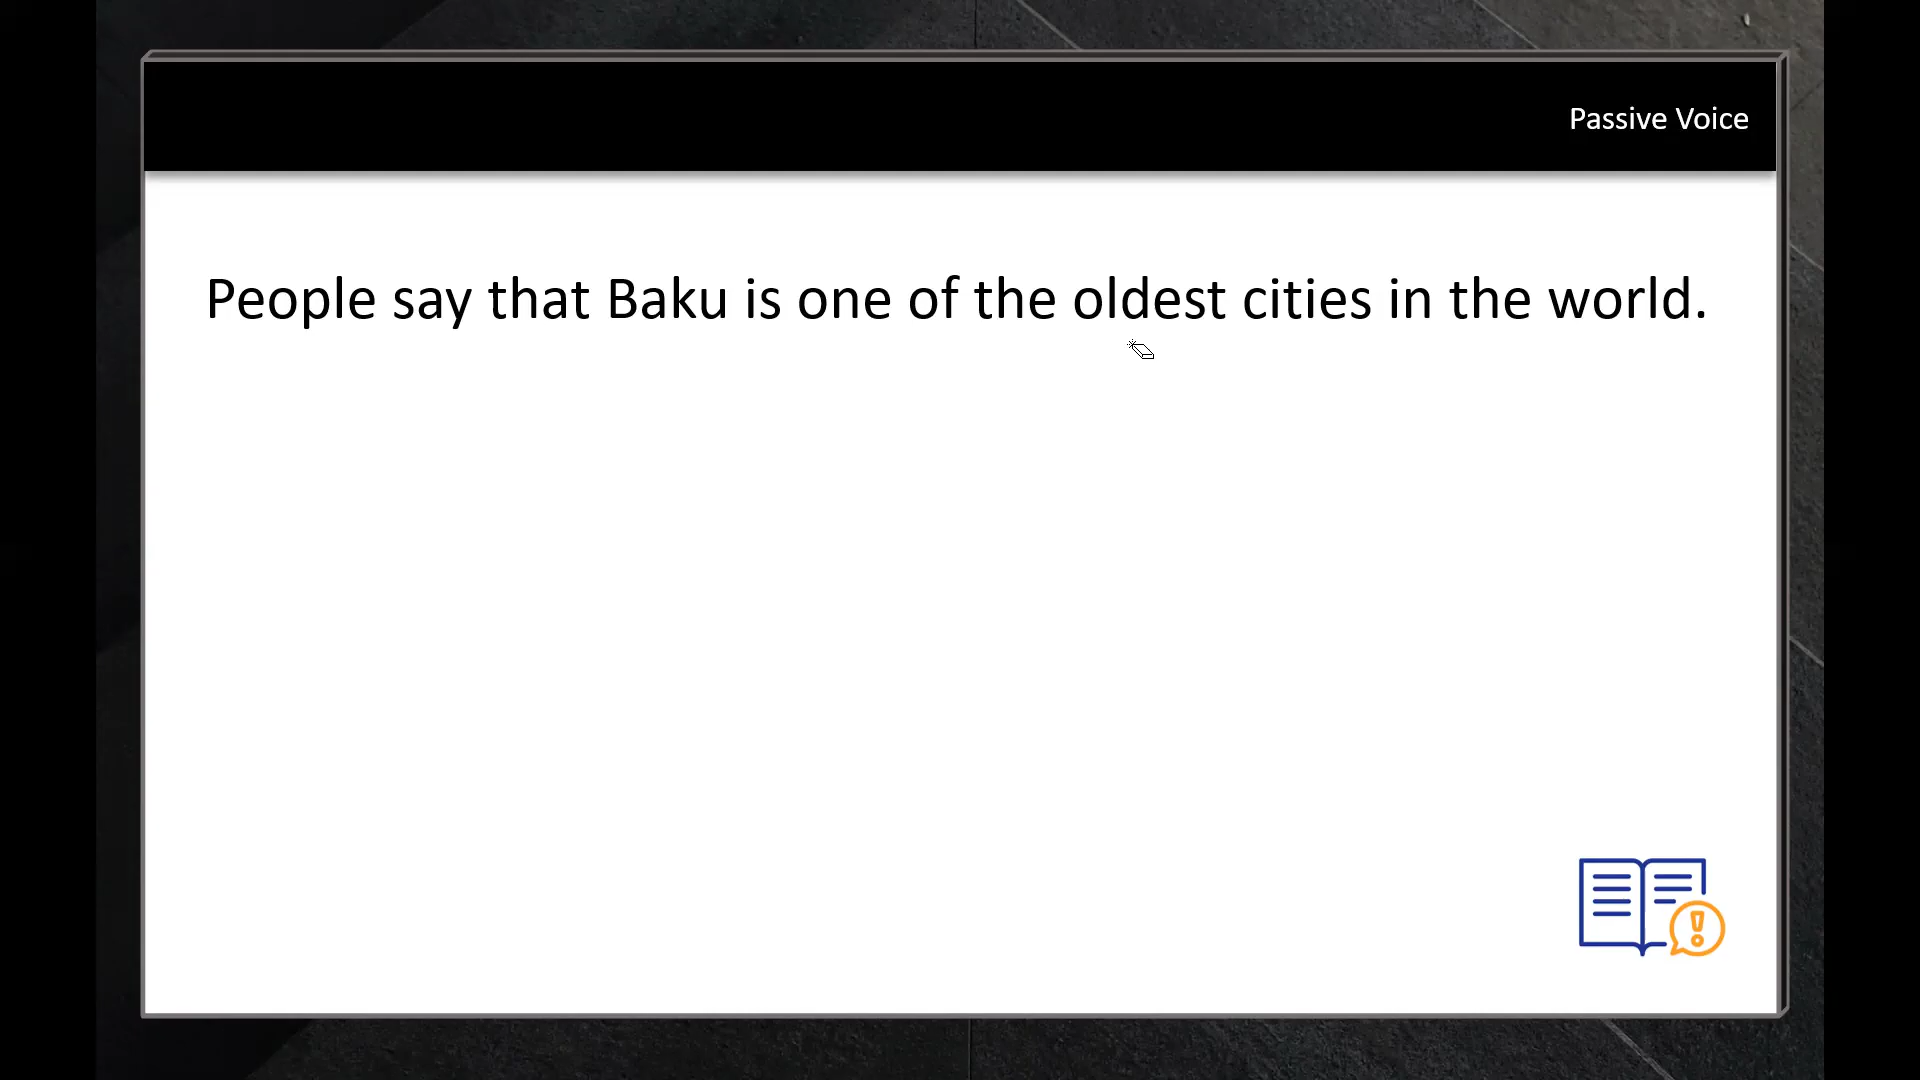 Passive Voice
People say that Baku is one of the oldest cities in the world.